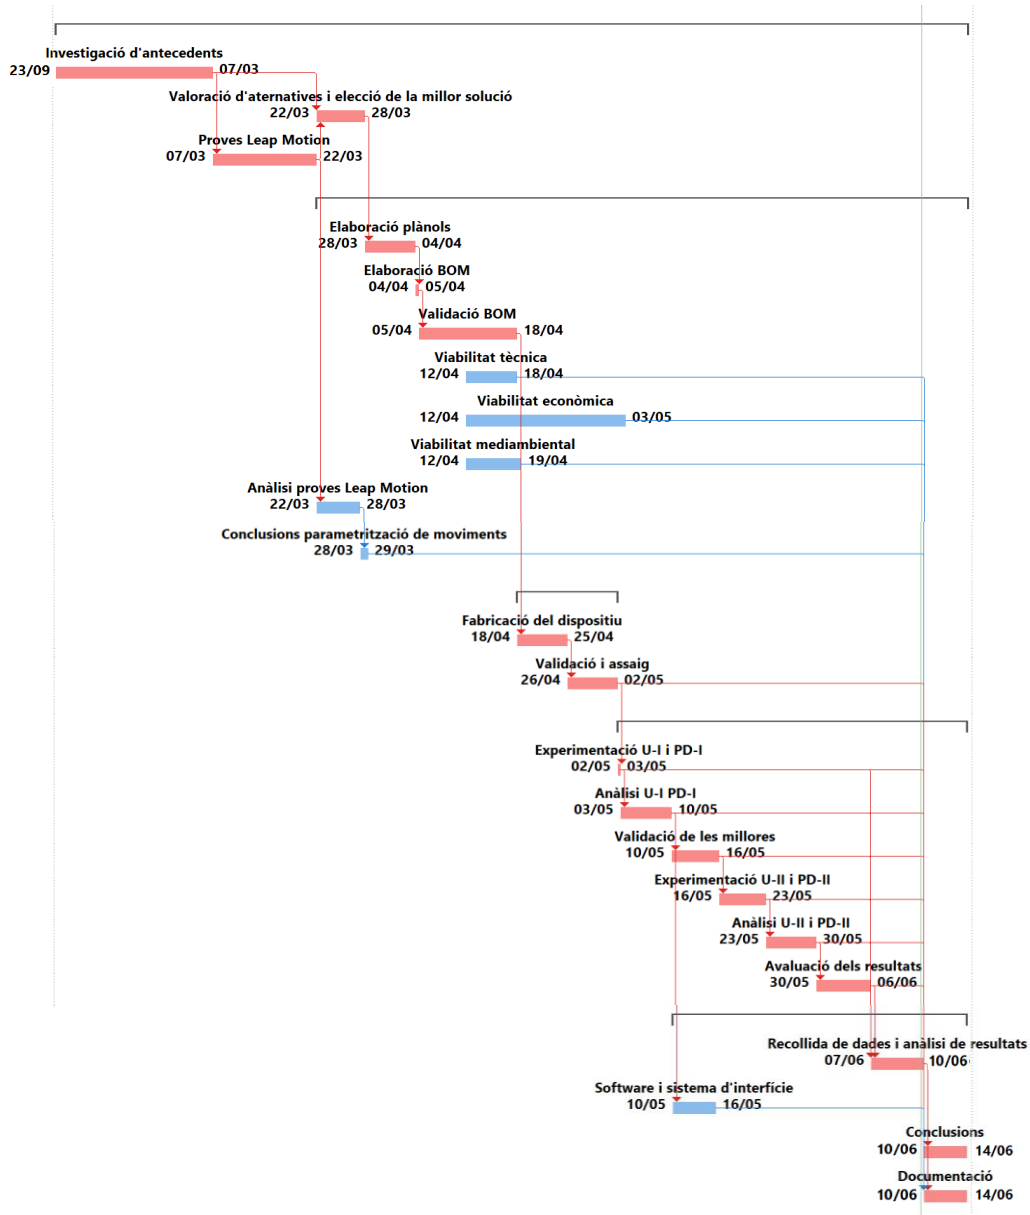 Investigació d'antecedents
23/09 07/03
Valoració d'aternatives i elecció de la millor solució
22/03 28/03
Proves Leap Motion
07/03 22/03
Elaboració plànols
28/03 04/04
Elaboració BOM
04/04 05/04
Validació BOM
05/04 18/04
Viabilitat tècnica
12/04 18/04
Viabilitat econòmica
12/04 03/05
Viabilitat mediambiental
12/04 19/04
Anàlisi proves Leap Motion
22/03 28/03
Conclusions parametrització de moviments
28/03 29/03
Fabricació del dispositiu
18/04 25/04
Validació i assaig
26/04 02/05
Experimentació U-I i PD-I
02/05 03/05
Anàlisi U-I PD-I
03/05 10/05
Validació de les millores
10/05 16/05
Experimentació U-II i PD-II
16/05 23/05
Anàlisi U-II i PD-II
23/05 30/05
Avaluació dels resultats
30/05 06/06
Recollida de dades i anàlisi de resultats
07/06 10/06
Software i sistema d'interfície
10/05 16/05
Conclusions
10/06 14/06
Documentació
10/06 14/06